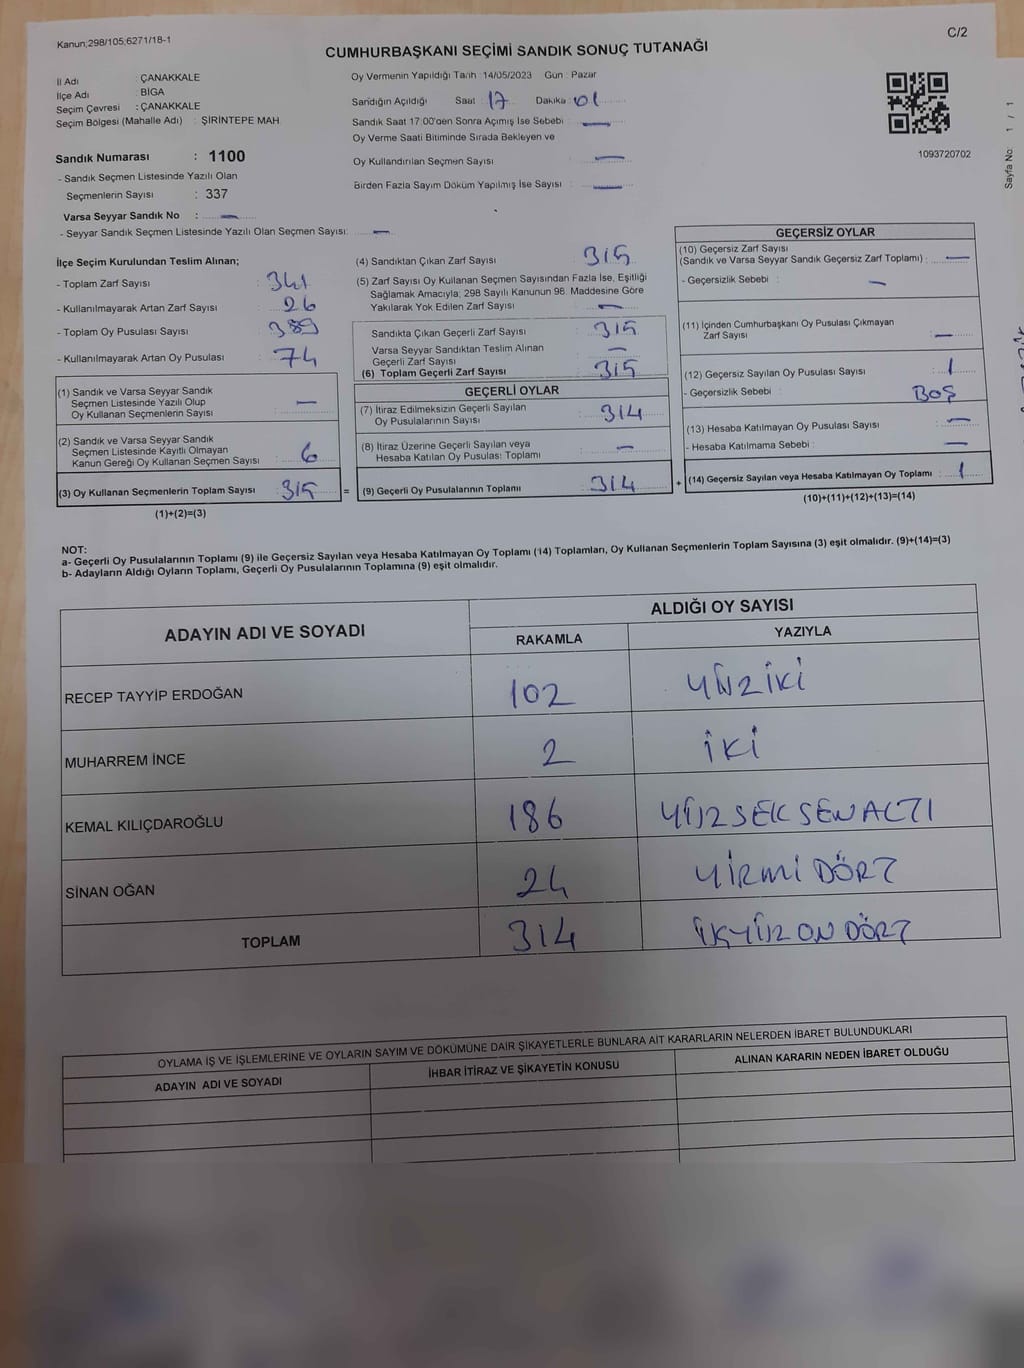 Kanun;298/105;6271/18-1
C/2
CUMHURBAŞKANI SEÇİMİ SANDIK SONUÇ TUTANAĞI
İl Adı : ÇANAKKALE
İlçe Adı : BİGA
Seçim Çevresi : ÇANAKKALE
Seçim Bölgesi (Mahalle Adı) : ŞİRİNTEPE MAH.
Sandık Numarası : 1100
- Sandık Seçmen Listesinde Yazılı Olan
Seçmenlerin Sayısı : 337
Varsa Seyyar Sandık No : —
- Seyyar Sandık Seçmen Listesinde Yazılı Olan Seçmen Sayısı: —
Oy Vermenin Yapıldığı Tarih : 14/05/2023 Gün : Pazar
Sandığın Açıldığı Saat : 17 Dakika : 01
Sandık Saat 17:00'den Sonra Açılmış İse Sebebi : —
Oy Verme Saati Bitiminde Sırada Bekleyen ve
Oy Kullandırılan Seçmen Sayısı : —
Birden Fazla Sayım Döküm Yapılmış İse Sayısı : —
1093720702
Sayfa No: 1 / 1
İlçe Seçim Kurulundan Teslim Alınan;
- Toplam Zarf Sayısı : 341
- Kullanılmayarak Artan Zarf Sayısı : 26
- Toplam Oy Pusulası Sayısı : 389
- Kullanılmayarak Artan Oy Pusulası : 74
(1) Sandık ve Varsa Seyyar Sandık
Seçmen Listesinde Yazılı Olup
Oy Kullanan Seçmenlerin Sayısı : —
(2) Sandık ve Varsa Seyyar Sandık
Seçmen Listesinde Kayıtlı Olmayan
Kanun Gereği Oy Kullanan Seçmen Sayısı : 6
(3) Oy Kullanan Seçmenlerin Toplam Sayısı : 315 =
(1)+(2)=(3)
(4) Sandıktan Çıkan Zarf Sayısı : 315
(5) Zarf Sayısı Oy Kullanan Seçmen Sayısından Fazla İse, Eşitliği
Sağlamak Amacıyla; 298 Sayılı Kanunun 98. Maddesine Göre
Yakılarak Yok Edilen Zarf Sayısı : —
Sandıkta Çıkan Geçerli Zarf Sayısı : 315
Varsa Seyyar Sandıktan Teslim Alınan
Geçerli Zarf Sayısı : —
(6) Toplam Geçerli Zarf Sayısı : 315
GEÇERLİ OYLAR
(7) İtiraz Edilmeksizin Geçerli Sayılan
Oy Pusulalarının Sayısı : 314
(8) İtiraz Üzerine Geçerli Sayılan veya
Hesaba Katılan Oy Pusulası Toplamı : —
(9) Geçerli Oy Pusulalarının Toplamı : 314 +
GEÇERSİZ OYLAR
(10) Geçersiz Zarf Sayısı
(Sandık ve Varsa Seyyar Sandık Geçersiz Zarf Toplamı) : —
- Geçersizlik Sebebi : —
(11) İçinden Cumhurbaşkanı Oy Pusulası Çıkmayan
Zarf Sayısı : —
(12) Geçersiz Sayılan Oy Pusulası Sayısı : 1
- Geçersizlik Sebebi : BOŞ
(13) Hesaba Katılmayan Oy Pusulası Sayısı : —
- Hesaba Katılmama Sebebi : —
(14) Geçersiz Sayılan veya Hesaba Katılmayan Oy Toplamı : 1
(10)+(11)+(12)+(13)=(14)
NOT:
a- Geçerli Oy Pusulalarının Toplamı (9) ile Geçersiz Sayılan veya Hesaba Katılmayan Oy Toplamı (14) Toplamları, Oy Kullanan Seçmenlerin Toplam Sayısına (3) eşit olmalıdır. (9)+(14)=(3)
b- Adayların Aldığı Oyların Toplamı, Geçerli Oy Pusulalarının Toplamına (9) eşit olmalıdır.
ADAYIN ADI VE SOYADI ALDIĞI OY SAYISI
RAKAMLA YAZIYLA
RECEP TAYYİP ERDOĞAN 102 YÜZ İKİ
MUHARREM İNCE 2 İKİ
KEMAL KILIÇDAROĞLU 186 YÜZ SEKSEN ALTI
SİNAN OĞAN 24 YİRMİ DÖRT
TOPLAM 314 ÜÇYÜZ ON DÖRT
OYLAMA İŞ VE İŞLEMLERİNE VE OYLARIN SAYIM VE DÖKÜMÜNE DAİR ŞİKAYETLERLE BUNLARA AİT KARARLARIN NELERDEN İBARET BULUNDUKLARI
ADAYIN ADI VE SOYADI İHBAR İTİRAZ VE ŞİKAYETİN KONUSU ALINAN KARARIN NEDEN İBARET OLDUĞU